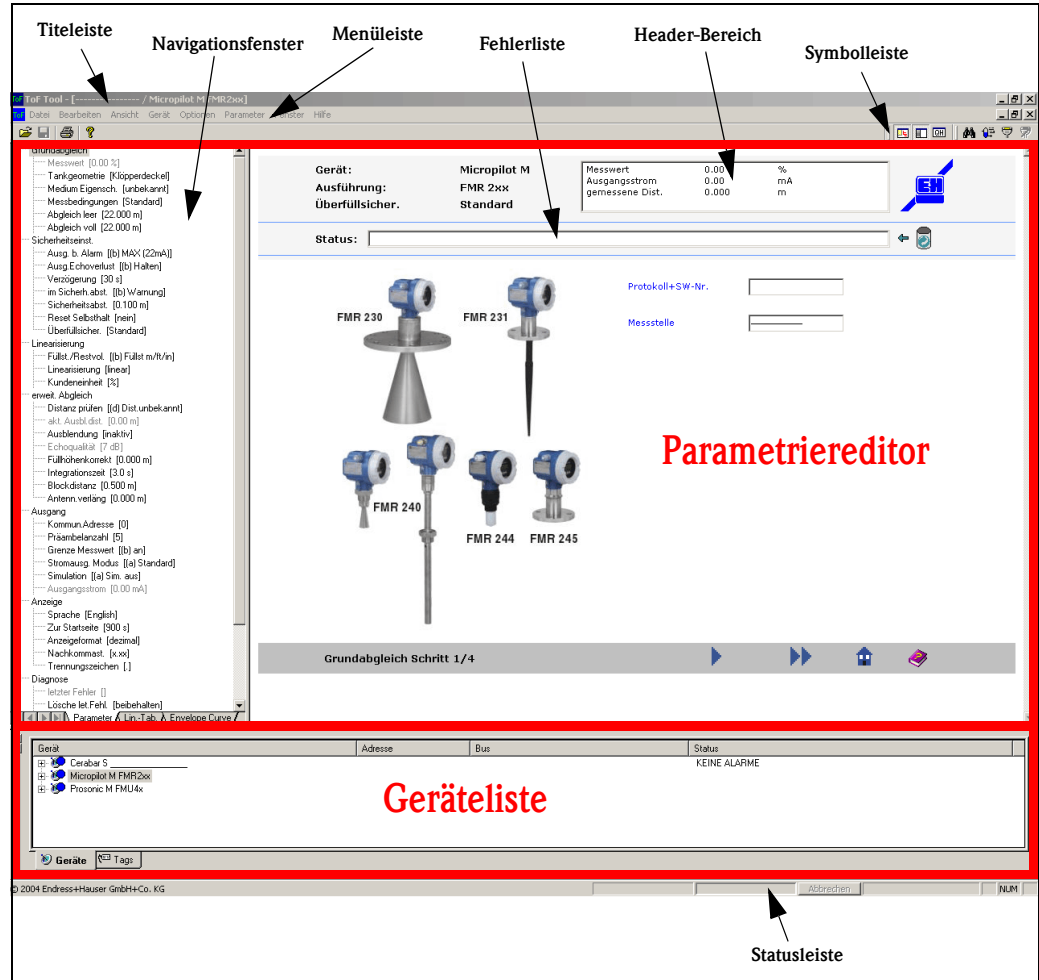 Titeleiste
Navigationsfenster
Menüleiste
Fehlerliste
Header-Bereich
Symbolleiste
ToF Tool - [---------------- / Micropilot M FMR2xx]
Datei Bearbeiten Ansicht Gerät Optionen Parameter Fenster Hilfe
Grundabgleich
Messwert [0.00 %]
Tankgeometrie [Klöpperdeckel]
Medium Eigensch. [unbekannt]
Messbedingungen [Standard]
Abgleich leer [22.000 m]
Abgleich voll [22.000 m]
Sicherheitseinst.
Ausg. b. Alarm [(b) MAX (22mA)]
Ausg.Echoverlust [(b) Halten]
Verzögerung [30 s]
im Sicherh.abst. [(b) Warnung]
Sicherheitsabst. [0.100 m]
Reset Selbsthalt [nein]
Überfüllsicher. [Standard]
Linearisierung
Füllst./Restvol. [(b) Füllst m/ft/in]
Linearisierung [linear]
Kundeneinheit [%]
erweit. Abgleich
Distanz prüfen [(d) Dist.unbekannt]
akt. Ausbl.dist. [0.00 m]
Ausblendung [inaktiv]
Echoqualität [7 dB]
Füllhöhenkorrekt [0.000 m]
Integrationszeit [3.0 s]
Blockdistanz [0.500 m]
Antenn.verläng [0.000 m]
Ausgang
Kommun.Adresse [0]
Präambelanzahl [5]
Grenze Messwert [(b) an]
Stromausg. Modus [(a) Standard]
Simulation [(a) Sim. aus]
Ausgangsstrom [0.00 mA]
Anzeige
Sprache [English]
Zur Startseite [900 s]
Anzeigeformat [dezimal]
Nachkommast. [x.xx]
Trennungszeichen [.]
Diagnose
letzter Fehler []
Lösche let.Fehl. [beibehalten]
Parameter Lin.-Tab. Envelope Curve
Gerät: Micropilot M
Ausführung: FMR 2xx
Überfüllsicher. Standard
Messwert 0.00 %
Ausgangsstrom 0.00 mA
gemessene Dist. 0.000 m
EH
Status:
FMR 230
FMR 231
Protokoll+SW-Nr.
Messstelle
FMR 240
FMR 244
FMR 245
Parametriereditor
Grundabgleich Schritt 1/4
Gerät Adresse Bus Status
Cerabar S KEINE ALARME
Micropilot M FMR2xx
Prosonic M FMU4x
Geräteliste
Geräte Tags
© 2004 Endress+Hauser GmbH+Co. KG
Abbrechen
NUM
Statusleiste